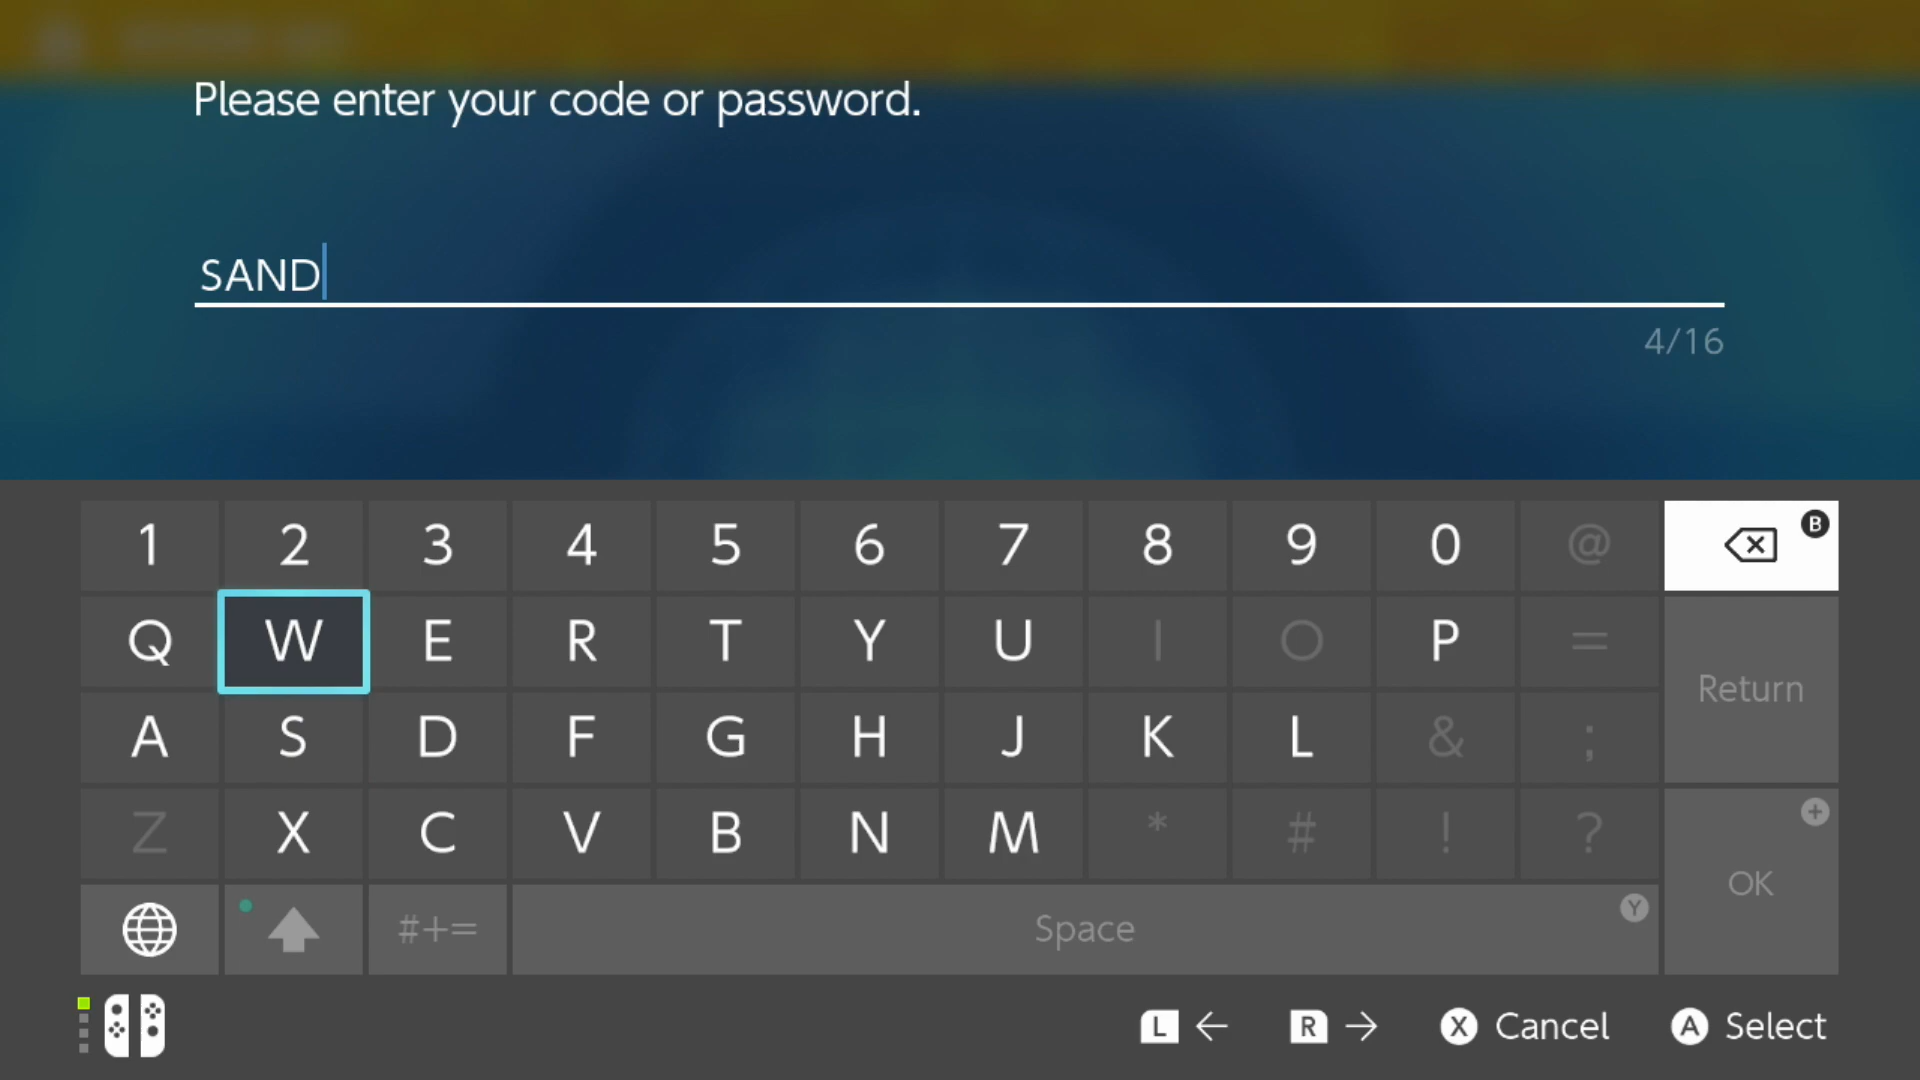 Please enter your code or password.
SAND
4/16
1 2 3 4 5 6 7 8 9 0 @ B
Q W E R T Y U I O P =
Return
A S D F G H J K L & ;
Z X C V B N M * # ! ?
OK
#+= Space Y
L ← R → X Cancel A Select